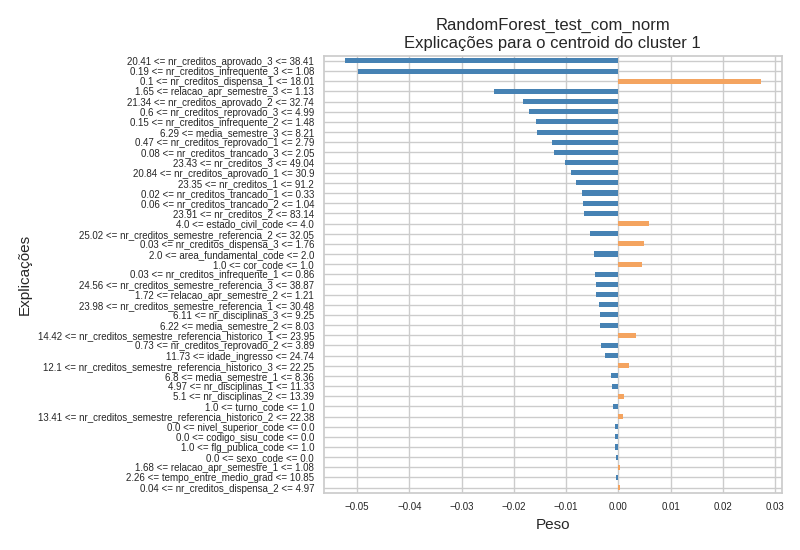 RandomForest_test_com_norm
Explicações para o centroid do cluster 1
Explicações
20.41 <= nr_creditos_aprovado_3 <= 38.41
0.19 <= nr_creditos_infrequente_3 <= 1.08
0.1 <= nr_creditos_dispensa_1 <= 18.01
1.65 <= relacao_apr_semestre_3 <= 1.13
21.34 <= nr_creditos_aprovado_2 <= 32.74
0.6 <= nr_creditos_reprovado_3 <= 4.99
0.15 <= nr_creditos_infrequente_2 <= 1.48
6.29 <= media_semestre_3 <= 8.21
0.47 <= nr_creditos_reprovado_1 <= 2.79
0.08 <= nr_creditos_trancado_3 <= 2.05
23.43 <= nr_creditos_3 <= 49.04
20.84 <= nr_creditos_aprovado_1 <= 30.9
23.35 <= nr_creditos_1 <= 91.2
0.02 <= nr_creditos_trancado_1 <= 0.33
0.06 <= nr_creditos_trancado_2 <= 1.04
23.91 <= nr_creditos_2 <= 83.14
4.0 <= estado_civil_code <= 4.0
25.02 <= nr_creditos_semestre_referencia_2 <= 32.05
0.03 <= nr_creditos_dispensa_3 <= 1.76
2.0 <= area_fundamental_code <= 2.0
1.0 <= cor_code <= 1.0
0.03 <= nr_creditos_infrequente_1 <= 0.86
24.56 <= nr_creditos_semestre_referencia_3 <= 38.87
1.72 <= relacao_apr_semestre_2 <= 1.21
23.98 <= nr_creditos_semestre_referencia_1 <= 30.48
6.11 <= nr_disciplinas_3 <= 9.25
6.22 <= media_semestre_2 <= 8.03
14.42 <= nr_creditos_semestre_referencia_historico_1 <= 23.95
0.73 <= nr_creditos_reprovado_2 <= 3.89
11.73 <= idade_ingresso <= 24.74
12.1 <= nr_creditos_semestre_referencia_historico_3 <= 22.25
6.8 <= media_semestre_1 <= 8.36
4.97 <= nr_disciplinas_1 <= 11.33
5.1 <= nr_disciplinas_2 <= 13.39
1.0 <= turno_code <= 1.0
13.41 <= nr_creditos_semestre_referencia_historico_2 <= 22.38
0.0 <= nivel_superior_code <= 0.0
0.0 <= codigo_sisu_code <= 0.0
1.0 <= flg_publica_code <= 1.0
0.0 <= sexo_code <= 0.0
1.68 <= relacao_apr_semestre_1 <= 1.08
2.26 <= tempo_entre_medio_grad <= 10.85
0.04 <= nr_creditos_dispensa_2 <= 4.97
−0.05 −0.04 −0.03 −0.02 −0.01 0.00 0.01 0.02 0.03
Peso